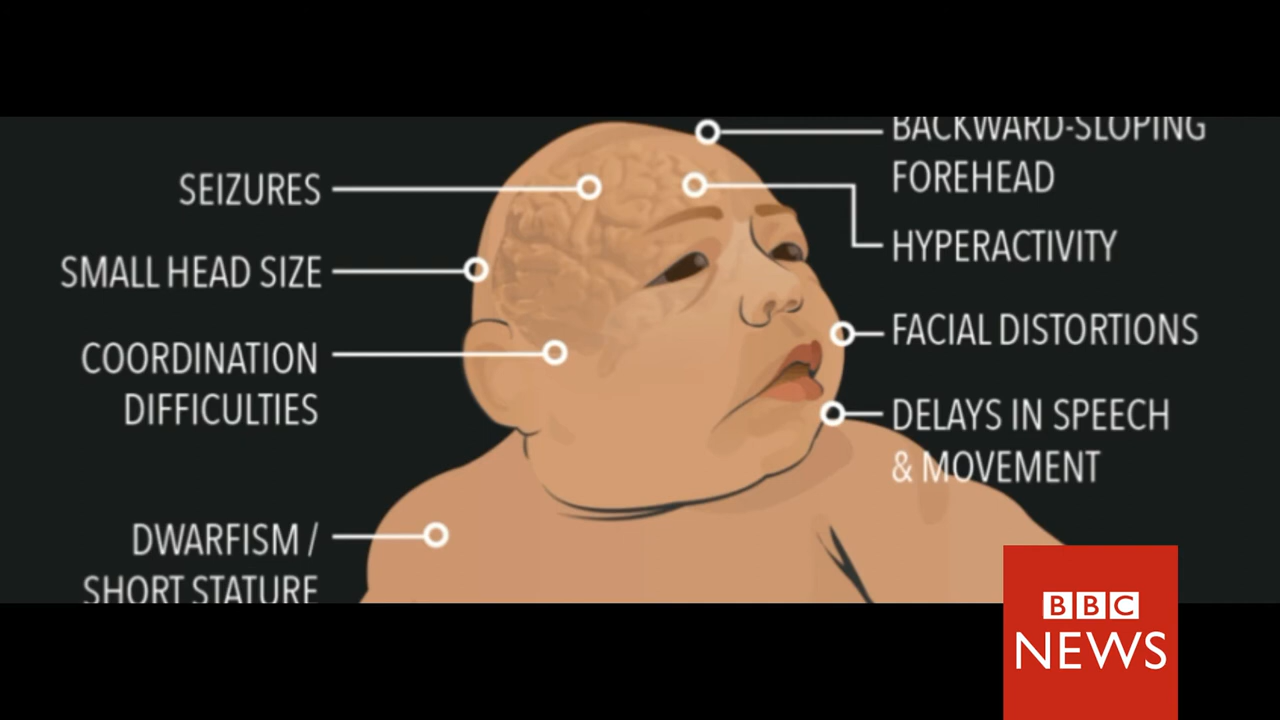 SEIZURES
SMALL HEAD SIZE
COORDINATION
DIFFICULTIES
DWARFISM /
SHORT STATURE
BACKWARD-SLOPING
FOREHEAD
HYPERACTIVITY
FACIAL DISTORTIONS
DELAYS IN SPEECH
& MOVEMENT
BBC
NEWS